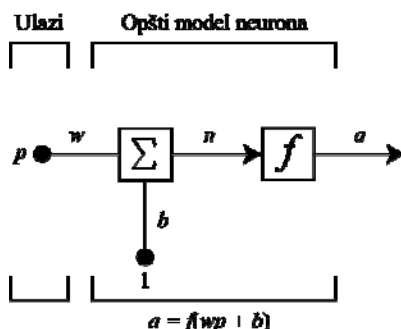 Ulazi Opšti model neurona
p w Σ n f a
b
1
a = f(wp + b)